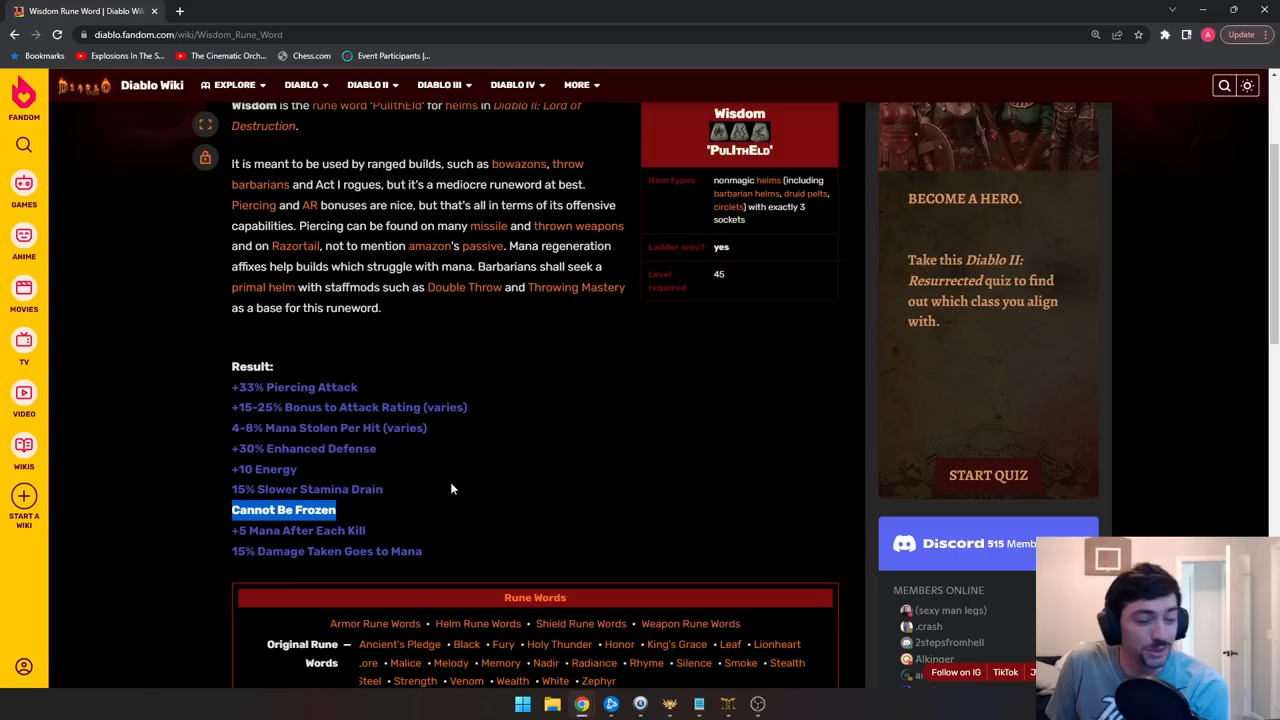 Wisdom Rune Word | Diablo Wiki
diablo.fandom.com/wiki/Wisdom_Rune_Word
Update
Bookmarks
Explosions In The S...
The Cinematic Orch...
Chess.com
Event Participants |...
DIABLO
Diablo Wiki
EXPLORE
DIABLO
DIABLO II
DIABLO III
DIABLO IV
MORE
FANDOM
GAMES
ANIME
MOVIES
TV
VIDEO
WIKIS
START A
WIKI
Wisdom is the rune word 'PulIthEld' for helms in Diablo II: Lord of
Destruction.
It is meant to be used by ranged builds, such as bowazons, throw
barbarians and Act I rogues, but it's a mediocre runeword at best.
Piercing and AR bonuses are nice, but that's all in terms of its offensive
capabilities. Piercing can be found on many missile and thrown weapons
and on Razortail, not to mention amazon's passive. Mana regeneration
affixes help builds which struggle with mana. Barbarians shall seek a
primal helm with staffmods such as Double Throw and Throwing Mastery
as a base for this runeword.
Wisdom
'PulIthEld'
Item types
nonmagic helms (including
barbarian helms, druid pelts,
circlets) with exactly 3
sockets
Ladder only?
yes
Level
required
45
Result:
+33% Piercing Attack
+15-25% Bonus to Attack Rating (varies)
4-8% Mana Stolen Per Hit (varies)
+30% Enhanced Defense
+10 Energy
15% Slower Stamina Drain
Cannot Be Frozen
+5 Mana After Each Kill
15% Damage Taken Goes to Mana
Rune Words
Armor Rune Words • Helm Rune Words • Shield Rune Words • Weapon Rune Words
Original Rune — Ancient's Pledge • Black • Fury • Holy Thunder • Honor • King's Grace • Leaf • Lionheart
Words
Lore • Malice • Melody • Memory • Nadir • Radiance • Rhyme • Silence • Smoke • Stealth
Steel • Strength • Venom • Wealth • White • Zephyr
BECOME A HERO.
Take this Diablo II:
Resurrected quiz to find
out which class you align
with.
START QUIZ
Discord 515 Memb
MEMBERS ONLINE
(sexy man legs)
.crash
2stepsfromhell
Alkinger
Follow on IG
TikTok